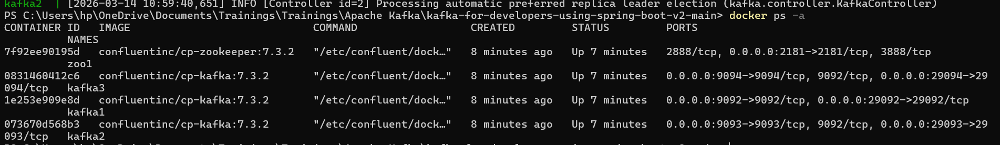 kafka2  | [2026-03-14 10:59:40,651] INFO [Controller id=2] Processing automatic preferred replica leader election (kafka.controller.KafkaController)
PS C:\Users\hp\OneDrive\Documents\Trainings\Trainings\Apache Kafka\kafka-for-developers-using-spring-boot-v2-main> docker ps -a
CONTAINER ID   IMAGE                             COMMAND                  CREATED         STATUS         PORTS
          NAMES
7f92ee90195d   confluentinc/cp-zookeeper:7.3.2   "/etc/confluent/dock…"   8 minutes ago   Up 7 minutes   2888/tcp, 0.0.0.0:2181->2181/tcp, 3888/tcp
          zoo1
0831460412c6   confluentinc/cp-kafka:7.3.2       "/etc/confluent/dock…"   8 minutes ago   Up 7 minutes   0.0.0.0:9094->9094/tcp, 9092/tcp, 0.0.0.0:29094->29
094/tcp   kafka3
1e253e909e8d   confluentinc/cp-kafka:7.3.2       "/etc/confluent/dock…"   8 minutes ago   Up 7 minutes   0.0.0.0:9092->9092/tcp, 0.0.0.0:29092->29092/tcp
          kafka1
073670d568b3   confluentinc/cp-kafka:7.3.2       "/etc/confluent/dock…"   8 minutes ago   Up 7 minutes   0.0.0.0:9093->9093/tcp, 9092/tcp, 0.0.0.0:29093->29
093/tcp   kafka2